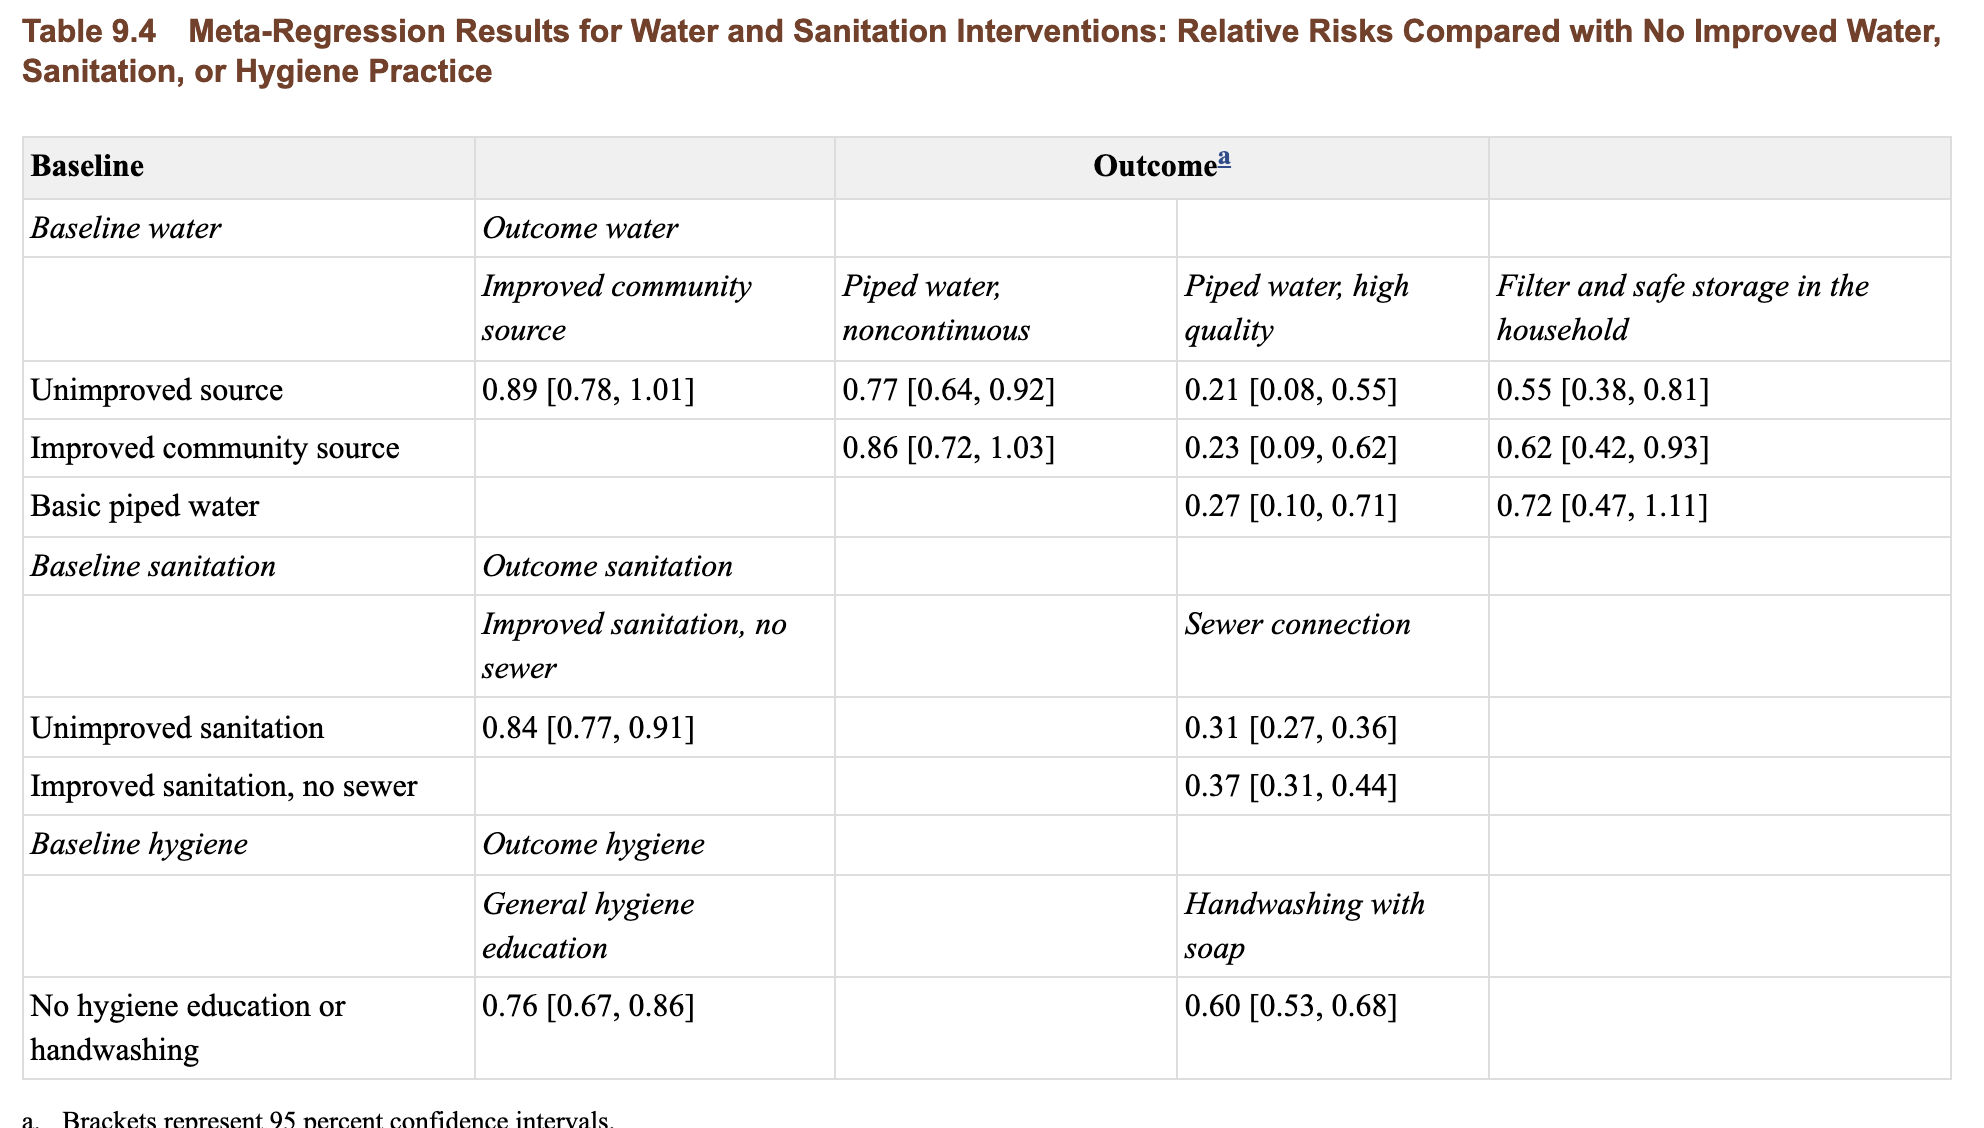 Table 9.4 Meta-Regression Results for Water and Sanitation Interventions: Relative Risks Compared with No Improved Water,
Sanitation, or Hygiene Practice
Baseline Outcomea
Baseline water Outcome water
Improved community source Piped water, noncontinuous Piped water, high quality Filter and safe storage in the household
Unimproved source 0.89 [0.78, 1.01] 0.77 [0.64, 0.92] 0.21 [0.08, 0.55] 0.55 [0.38, 0.81]
Improved community source 0.86 [0.72, 1.03] 0.23 [0.09, 0.62] 0.62 [0.42, 0.93]
Basic piped water 0.27 [0.10, 0.71] 0.72 [0.47, 1.11]
Baseline sanitation Outcome sanitation
Improved sanitation, no sewer Sewer connection
Unimproved sanitation 0.84 [0.77, 0.91] 0.31 [0.27, 0.36]
Improved sanitation, no sewer 0.37 [0.31, 0.44]
Baseline hygiene Outcome hygiene
General hygiene education Handwashing with soap
No hygiene education or handwashing 0.76 [0.67, 0.86] 0.60 [0.53, 0.68]
a. Brackets represent 95 percent confidence intervals.